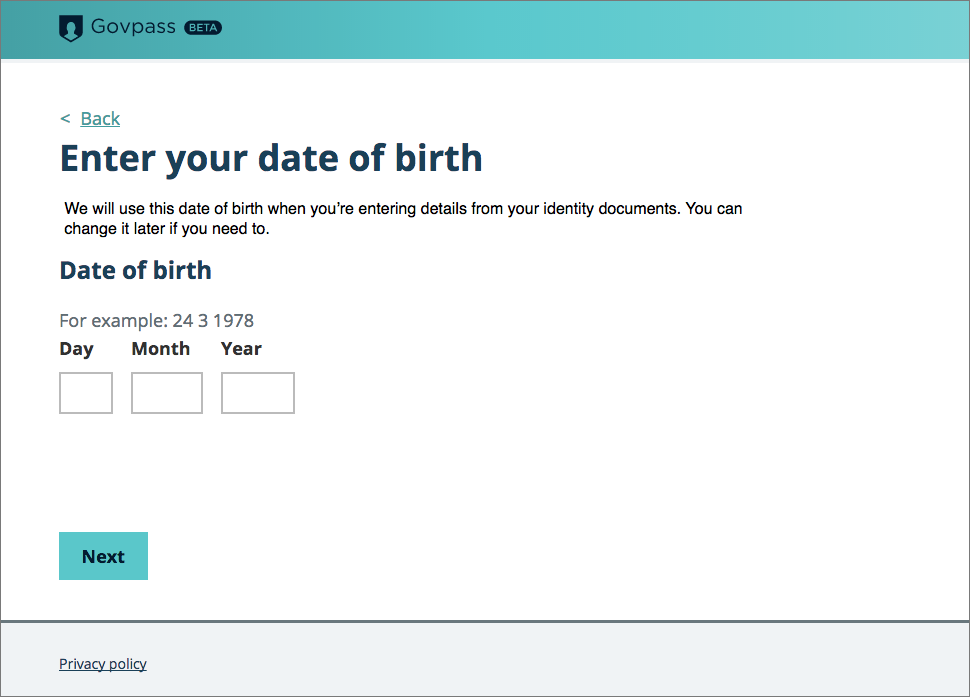 Govpass BETA
< Back
Enter your date of birth
We will use this date of birth when you’re entering details from your identity documents. You can
change it later if you need to.
Date of birth
For example: 24 3 1978
Day Month Year
Next
Privacy policy